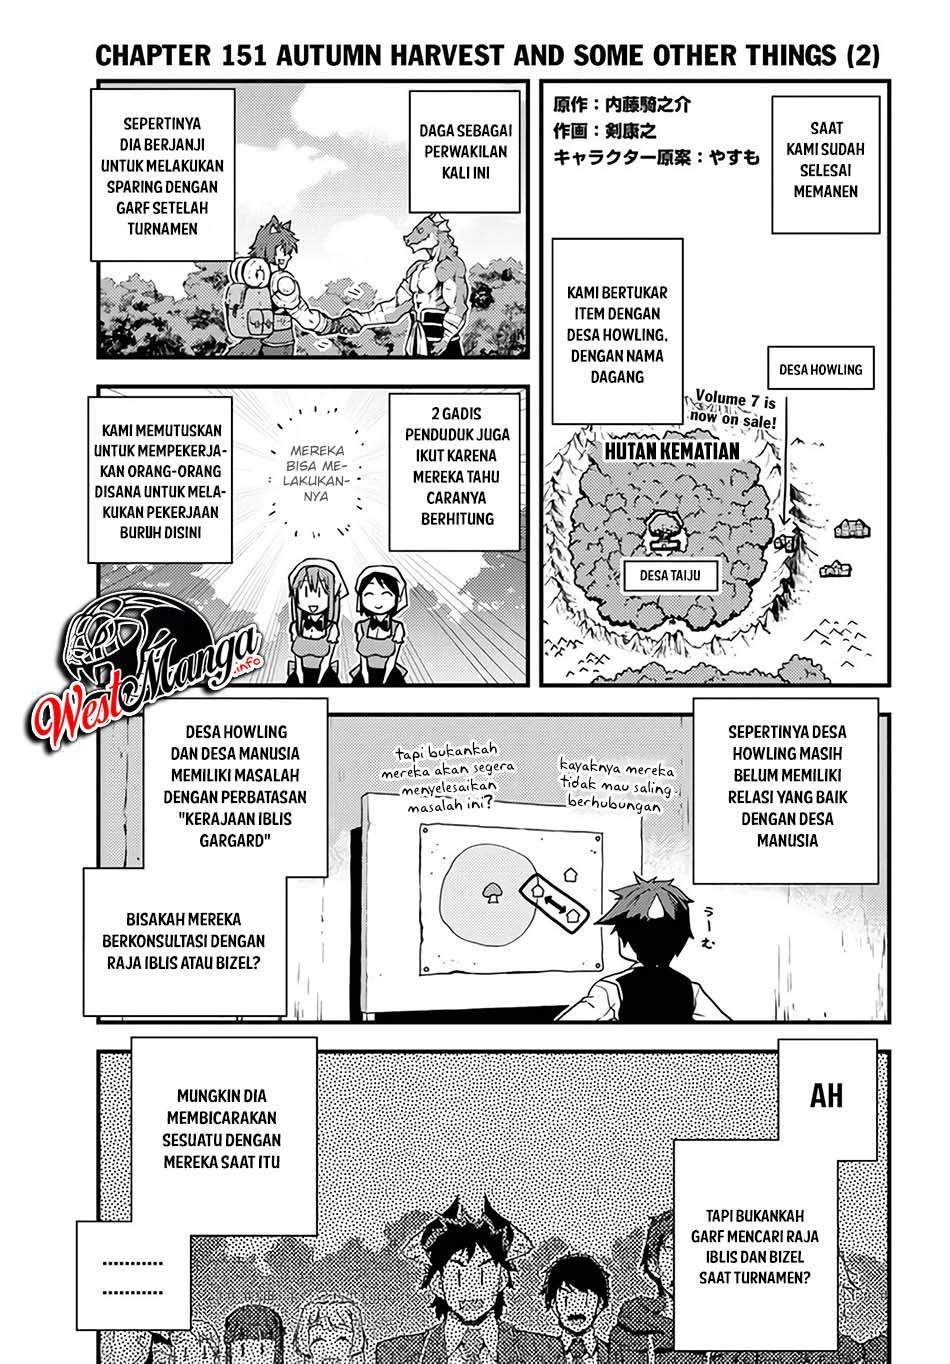 CHAPTER 151 AUTUMN HARVEST AND SOME OTHER THINGS (2)
原作：内藤騎之介
作画：剣康之
キャラクター原案：やすも
SAAT
KAMI SUDAH
SELESAI
MEMANEN
KAMI BERTUKAR
ITEM DENGAN
DESA HOWLING,
DENGAN NAMA
DAGANG
DESA HOWLING
Volume 7 is
now on sale!
HUTAN KEMATIAN
DESA TAIJU
DAGA SEBAGAI
PERWAKILAN
KALI INI
SEPERTINYA
DIA BERJANJI
UNTUK MELAKUKAN
SPARING DENGAN
GARF SETELAH
TURNAMEN
2 GADIS
PENDUDUK JUGA
IKUT KARENA
MEREKA TAHU
CARANYA
BERHITUNG
MEREKA
BISA ME-
LAKUKAN-
NYA
KAMI MEMUTUSKAN
UNTUK MEMPEKERJA-
KAN ORANG-ORANG
DISANA UNTUK MELA-
KUKAN PEKERJAAN
BURUH DISINI
WestManga
.info
SEPERTINYA DESA
HOWLING MASIH
BELUM MEMILIKI
RELASI YANG BAIK
DENGAN DESA
MANUSIA
kayaknya mereka
tidak mau saling
berhubungan
tapi bukankah
mereka akan segera
menyelesaikan
masalah ini?
うーむ
DESA HOWLING
DAN DESA MANUSIA
MEMILIKI MASALAH
DENGAN PERBATASAN
"KERAJAAN IBLIS
GARGARD"
BISAKAH MEREKA
BERKONSULTASI DENGAN
RAJA IBLIS ATAU BIZEL?
AH
TAPI BUKANKAH
GARF MENCARI RAJA
IBLIS DAN BIZEL
SAAT TURNAMEN?
MUNGKIN DIA
MEMBICARAKAN
SESUATU DENGAN
MEREKA SAAT ITU
............
............